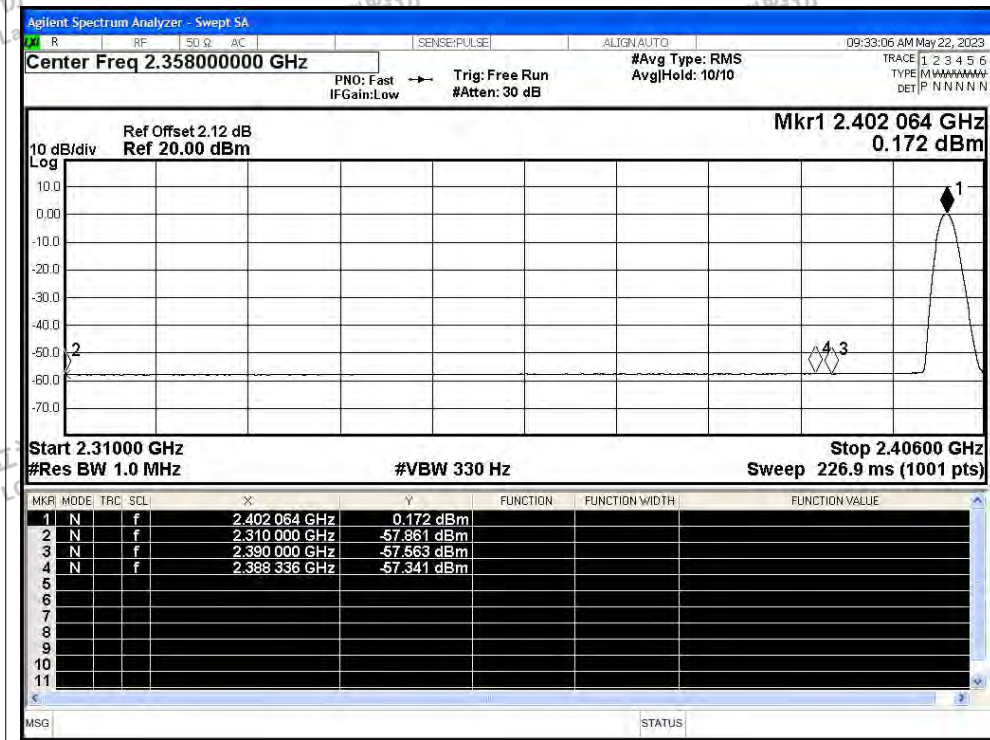 Agilent Spectrum Analyzer - Swept SA
LXI R RF 50 Ω AC SENSE:PULSE ALIGN AUTO 09:33:06 AM May 22, 2023
Center Freq 2.358000000 GHz
PNO: Fast
IFGain:Low
Trig: Free Run
#Atten: 30 dB
#Avg Type: RMS
Avg|Hold: 10/10
TRACE 1 2 3 4 5 6
TYPE M WWWWW
DET P N N N N N
Mkr1 2.402 064 GHz
0.172 dBm
Ref Offset 2.12 dB
10 dB/div Ref 20.00 dBm
Log
10.0
0.00
-10.0
-20.0
-30.0
-40.0
-50.0
-60.0
-70.0
1
2
4 3
Start 2.31000 GHz Stop 2.40600 GHz
#Res BW 1.0 MHz #VBW 330 Hz Sweep 226.9 ms (1001 pts)
MKR MODE TRC SCL X Y FUNCTION FUNCTION WIDTH FUNCTION VALUE
1 N f 2.402 064 GHz 0.172 dBm
2 N f 2.310 000 GHz -57.861 dBm
3 N f 2.390 000 GHz -57.563 dBm
4 N f 2.388 336 GHz -57.341 dBm
5
6
7
8
9
10
11
MSG STATUS